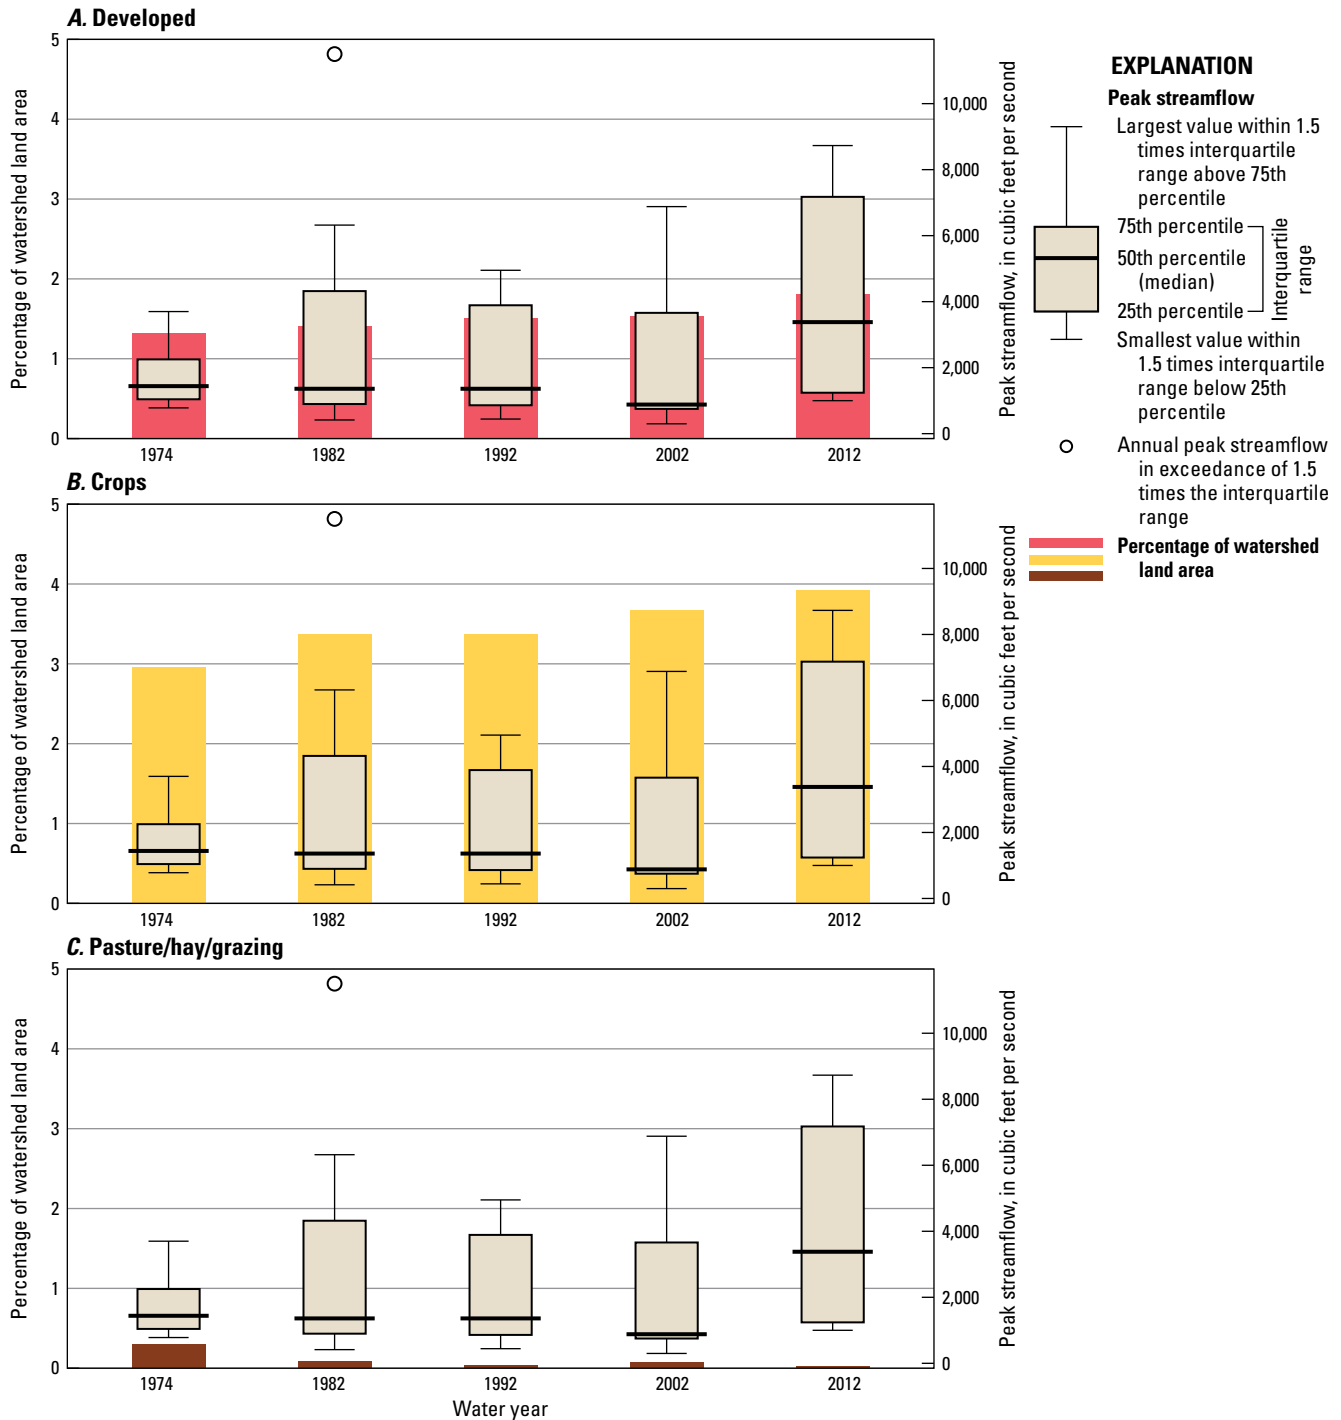 A. Developed
Percentage of watershed land area
5
4
3
2
1
0
Peak streamflow, in cubic feet per second
10,000
8,000
6,000
4,000
2,000
0
1974 1982 1992 2002 2012
B. Crops
Percentage of watershed land area
5
4
3
2
1
0
Peak streamflow, in cubic feet per second
10,000
8,000
6,000
4,000
2,000
0
1974 1982 1992 2002 2012
C. Pasture/hay/grazing
Percentage of watershed land area
5
4
3
2
1
0
Peak streamflow, in cubic feet per second
10,000
8,000
6,000
4,000
2,000
0
1974 1982 1992 2002 2012
Water year
EXPLANATION
Peak streamflow
Largest value within 1.5
times interquartile
range above 75th
percentile
75th percentile
50th percentile
(median)
25th percentile
Interquartile
range
Smallest value within
1.5 times interquartile
range below 25th
percentile
Annual peak streamflow
in exceedance of 1.5
times the interquartile
range
Percentage of watershed
land area